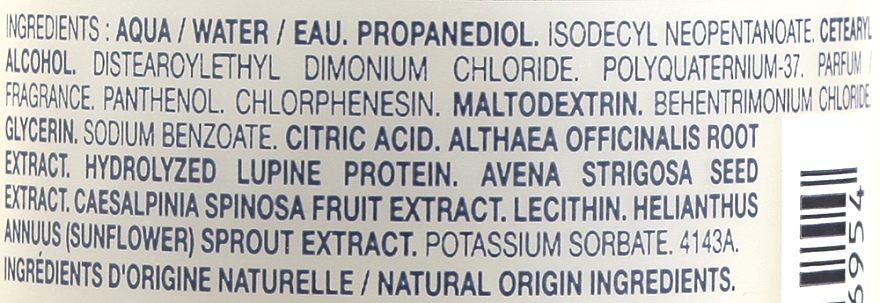 INGREDIENTS : AQUA / WATER / EAU. PROPANEDIOL. ISODECYL NEOPENTANOATE. CETEARYL
ALCOHOL. DISTEAROYLETHYL DIMONIUM CHLORIDE. POLYQUATERNIUM-37. PARFUM /
FRAGRANCE. PANTHENOL. CHLORPHENESIN. MALTODEXTRIN. BEHENTRIMONIUM CHLORIDE.
GLYCERIN. SODIUM BENZOATE. CITRIC ACID. ALTHAEA OFFICINALIS ROOT
EXTRACT. HYDROLYZED LUPINE PROTEIN. AVENA STRIGOSA SEED
EXTRACT. CAESALPINIA SPINOSA FRUIT EXTRACT. LECITHIN. HELIANTHUS
ANNUUS (SUNFLOWER) SPROUT EXTRACT. POTASSIUM SORBATE. 4143A.
INGRÉDIENTS D'ORIGINE NATURELLE / NATURAL ORIGIN INGREDIENTS.
6954